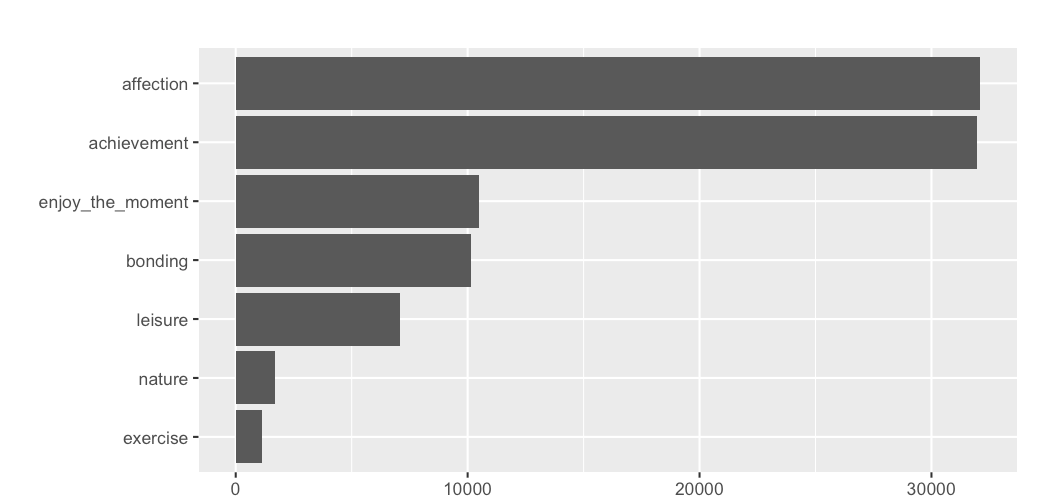 affection
achievement
enjoy_the_moment
bonding
leisure
nature
exercise
0 10000 20000 30000